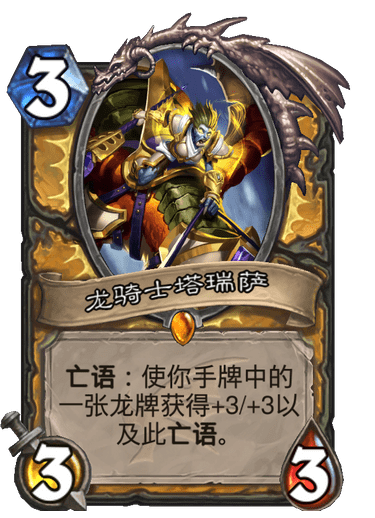 3
龙骑士塔瑞萨
亡语：使你手牌中的
一张龙牌获得+3/+3以
及此亡语。
3
3